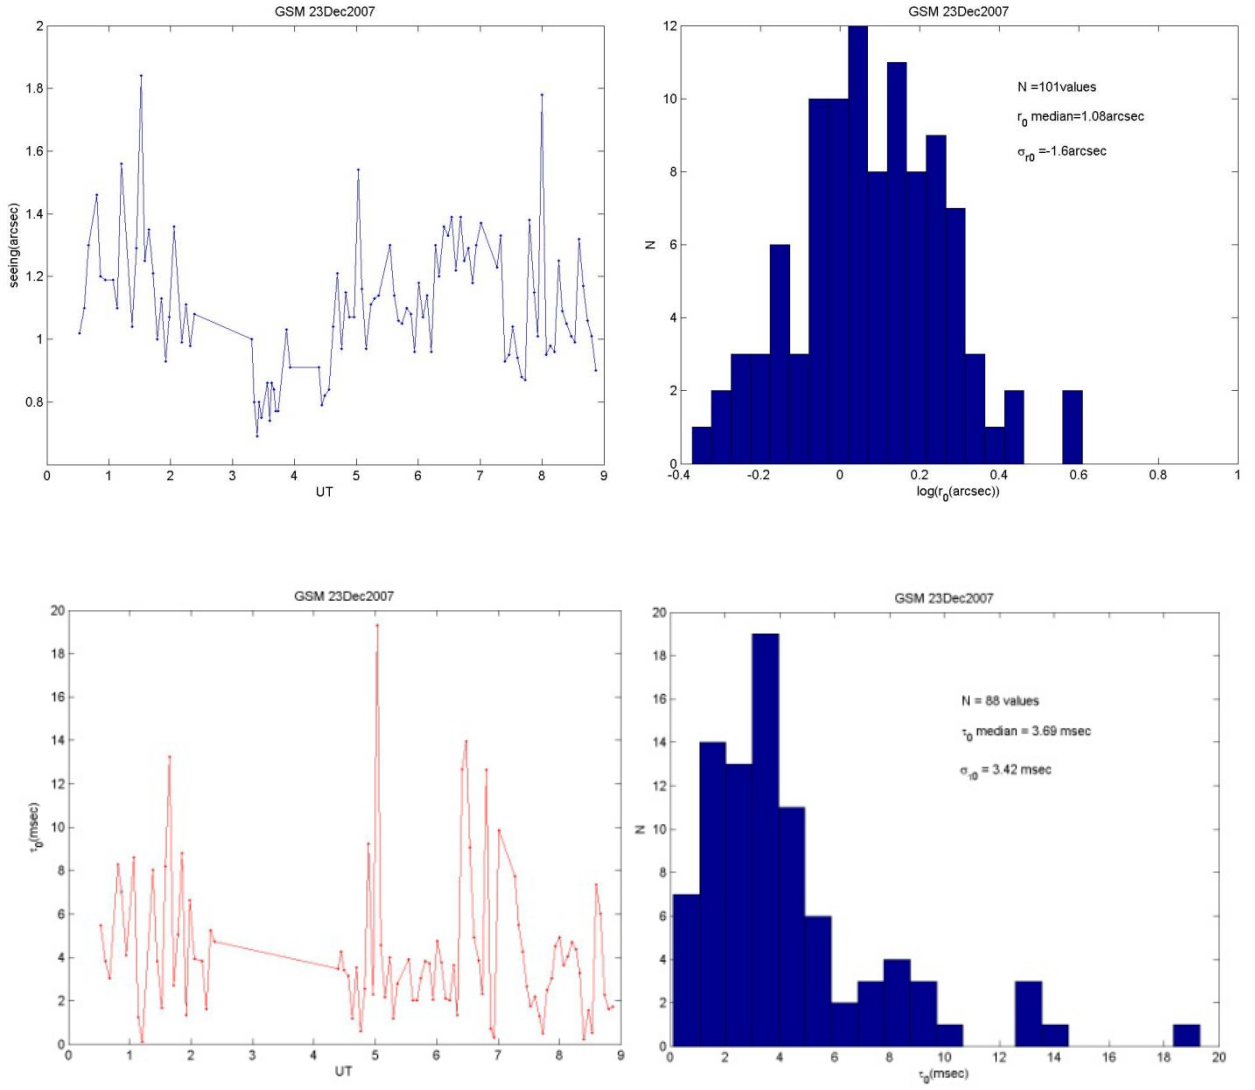 GSM 23Dec2007
2
1.8
1.6
1.4
1.2
1
0.8
seeing(arcsec)
0 1 2 3 4 5 6 7 8 9
UT
GSM 23Dec2007
12
10
8
6
4
2
0
N
N =101values
r0 median=1.08arcsec
σr0 =-1.6arcsec
-0.4 -0.2 0 0.2 0.4 0.6 0.8 1
log(r0(arcsec))
GSM 23Dec2007
20
18
16
14
12
10
8
6
4
2
0
τ0(msec)
0 1 2 3 4 5 6 7 8 9
UT
GSM 23Dec2007
20
18
16
14
12
10
8
6
4
2
0
N
N = 88 values
τ0 median = 3.69 msec
στ0 = 3.42 msec
0 2 4 6 8 10 12 14 16 18 20
τ0(msec)